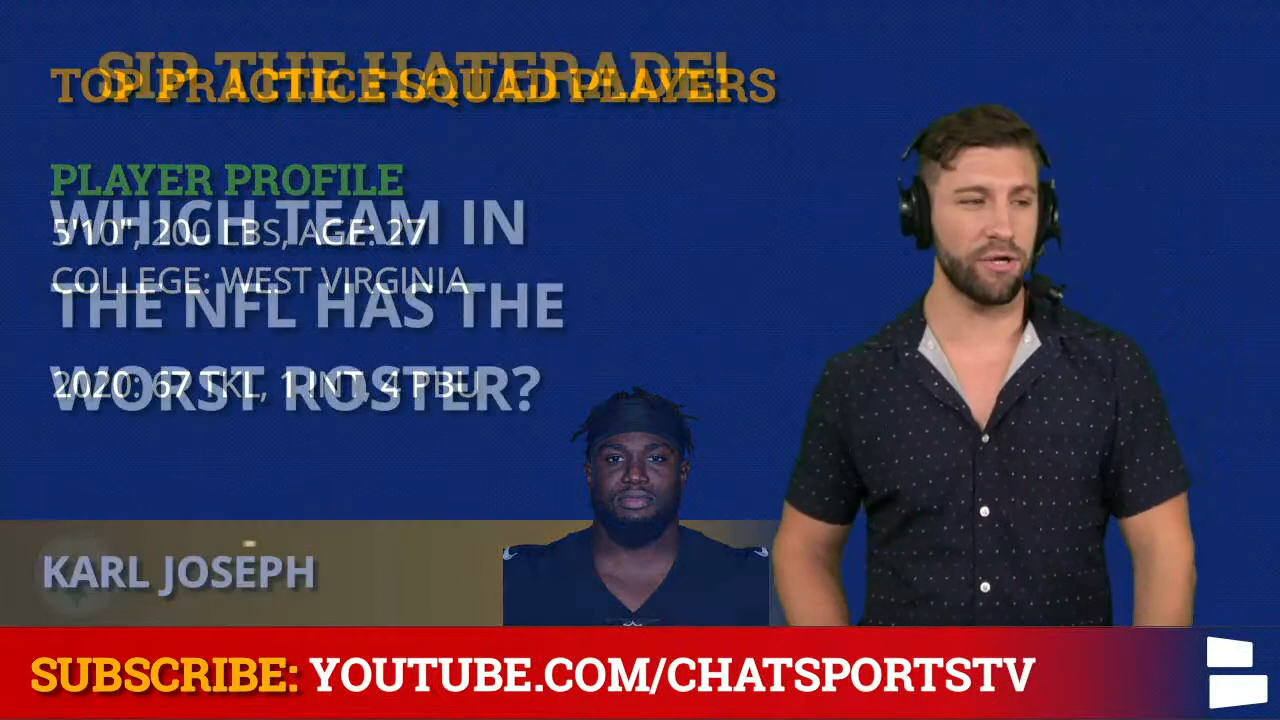 SIP THE HATERADE!
TOP PRACTICE SQUAD PLAYERS
PLAYER PROFILE
WHICH TEAM IN
5'10", 200 LBS, AGE: 27
COLLEGE: WEST VIRGINIA
THE NFL HAS THE
2020: 67 TKL, 1 INT, 4 PBU
WORST ROSTER?
KARL JOSEPH
SUBSCRIBE: YOUTUBE.COM/CHATSPORTSTV